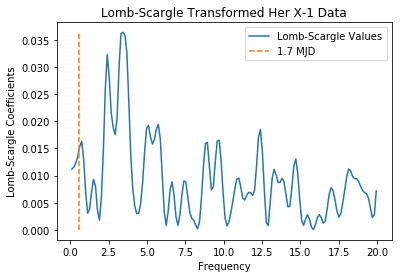 Lomb-Scargle Transformed Her X-1 Data
Lomb-Scargle Values
1.7 MJD
Lomb-Scargle Coefficients
0.035
0.030
0.025
0.020
0.015
0.010
0.005
0.000
0.0 2.5 5.0 7.5 10.0 12.5 15.0 17.5 20.0
Frequency